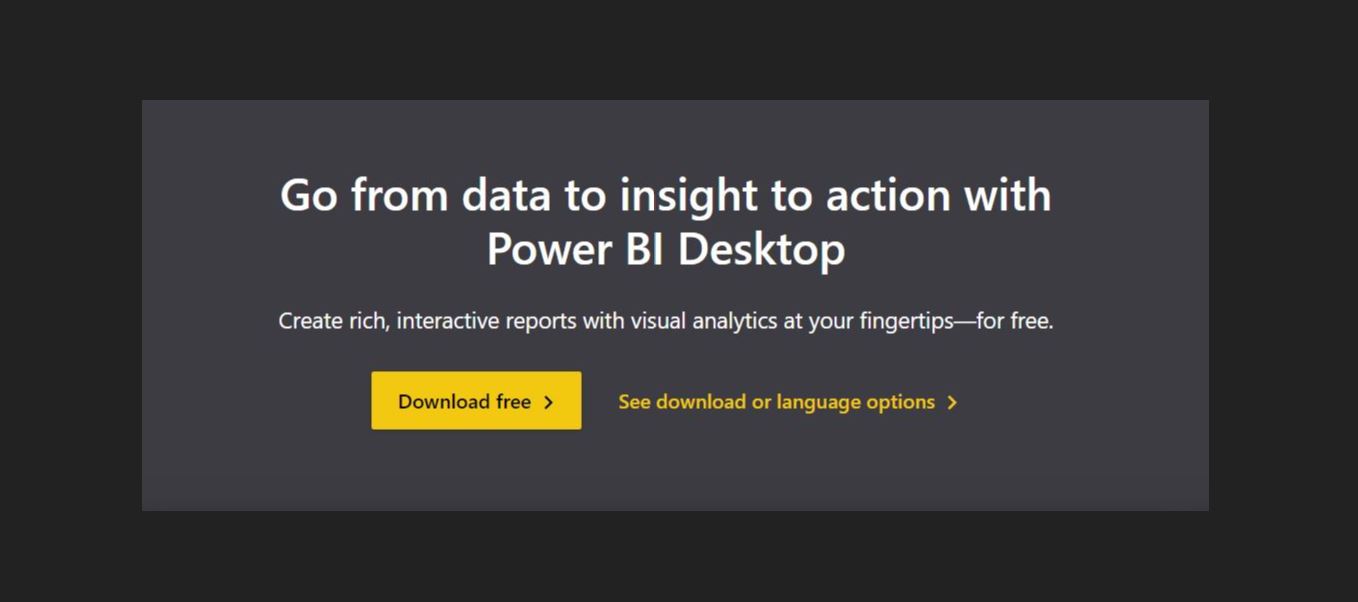 Go from data to insight to action with
Power BI Desktop
Create rich, interactive reports with visual analytics at your fingertips—for free.
Download free
See download or language options